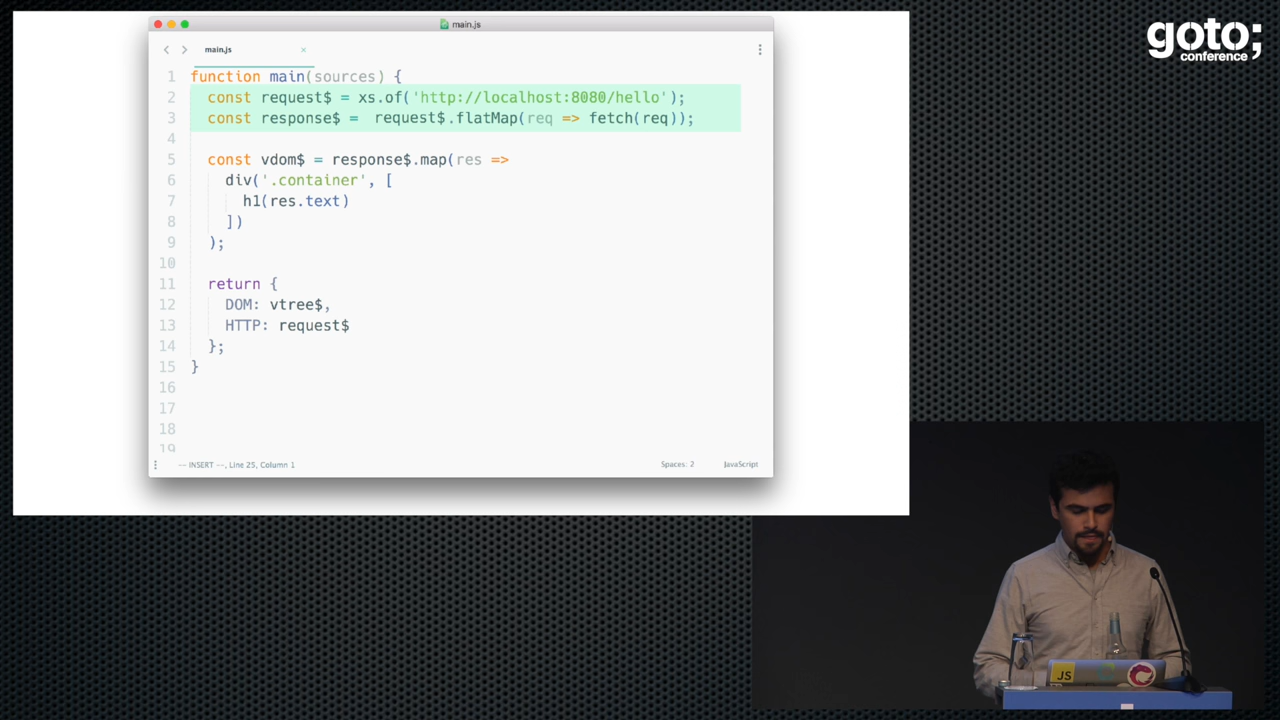 main.js
main.js
1 function main(sources) {
2 const request$ = xs.of('http://localhost:8080/hello');
3 const response$ = request$.flatMap(req => fetch(req));
4
5 const vdom$ = response$.map(res =>
6 div('.container', [
7 h1(res.text)
8 ])
9 );
10
11 return {
12 DOM: vtree$,
13 HTTP: request$
14 };
15 }
16
17
18
19
-- INSERT --, Line 25, Column 1
Spaces: 2
JavaScript
goto;
conference
JS